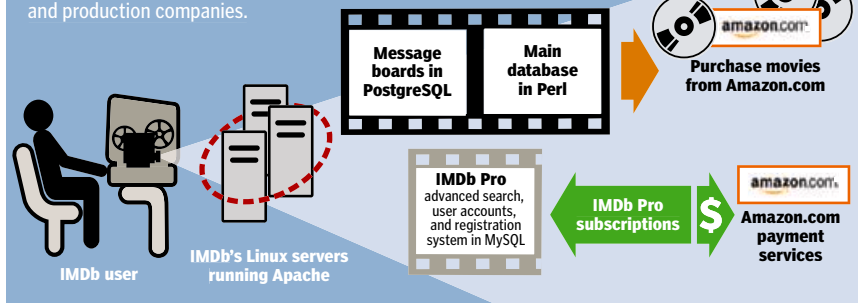 and production companies.
Message
boards in
PostgreSQL
Main
database
in Perl
amazon.com
Purchase movies
from Amazon.com
IMDb Pro
advanced search,
user accounts,
and registration
system in MySQL
IMDb Pro
subscriptions
$
amazon.com.
Amazon.com
payment
services
IMDb user
IMDb's Linux servers
running Apache